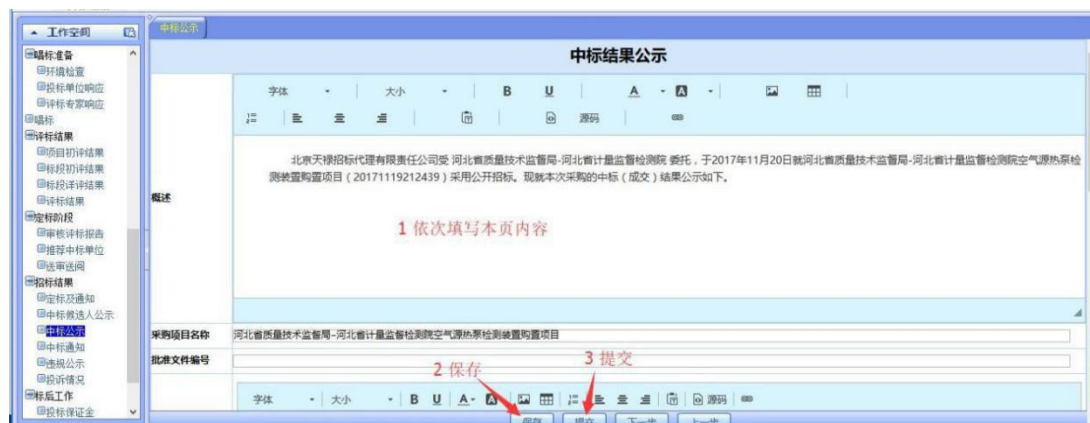 工作空间
中标公示
唱标准备
环境检查
投标单位响应
评标专家响应
唱标
评标结果
项目初评结果
标段初评结果
标段详评结果
评标结果
定标阶段
审核评标报告
推荐中标单位
送审送阅
招标结果
定标及通知
中标候选人公示
中标公示
中标通知
违规公示
投诉情况
标后工作
投标保证金
中标结果公示
字体 大小 B U A A
源码
概述
北京天禄招标代理有限责任公司受 河北省质量技术监督局-河北省计量监督检测院 委托，于2017年11月20日就河北省质量技术监督局-河北省计量监督检测院空气源热泵检
测装置购置项目（20171119212439）采用公开招标。现就本次采购的中标（成交）结果公示如下。
1 依次填写本页内容
采购项目名称 河北省质量技术监督局-河北省计量监督检测院空气源热泵检测装置购置项目
批准文件编号
2 保存
3 提交
字体 大小 B U A A 源码
保存 提交 下一步 上一步